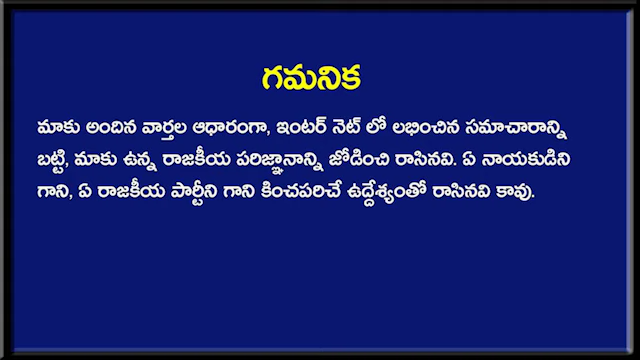 గమనిక
మాకు అందిన వార్తల ఆధారంగా, ఇంటర్ నెట్ లో లభించిన సమాచారాన్ని
బట్టి, మాకు ఉన్న రాజకీయ పరిజ్ఞానాన్ని జోడించి రాసినవి. ఏ నాయకుడిని
గాని, ఏ రాజకీయ పార్టీని గాని కించపరిచే ఉద్దేశ్యంతో రాసినవి కావు.